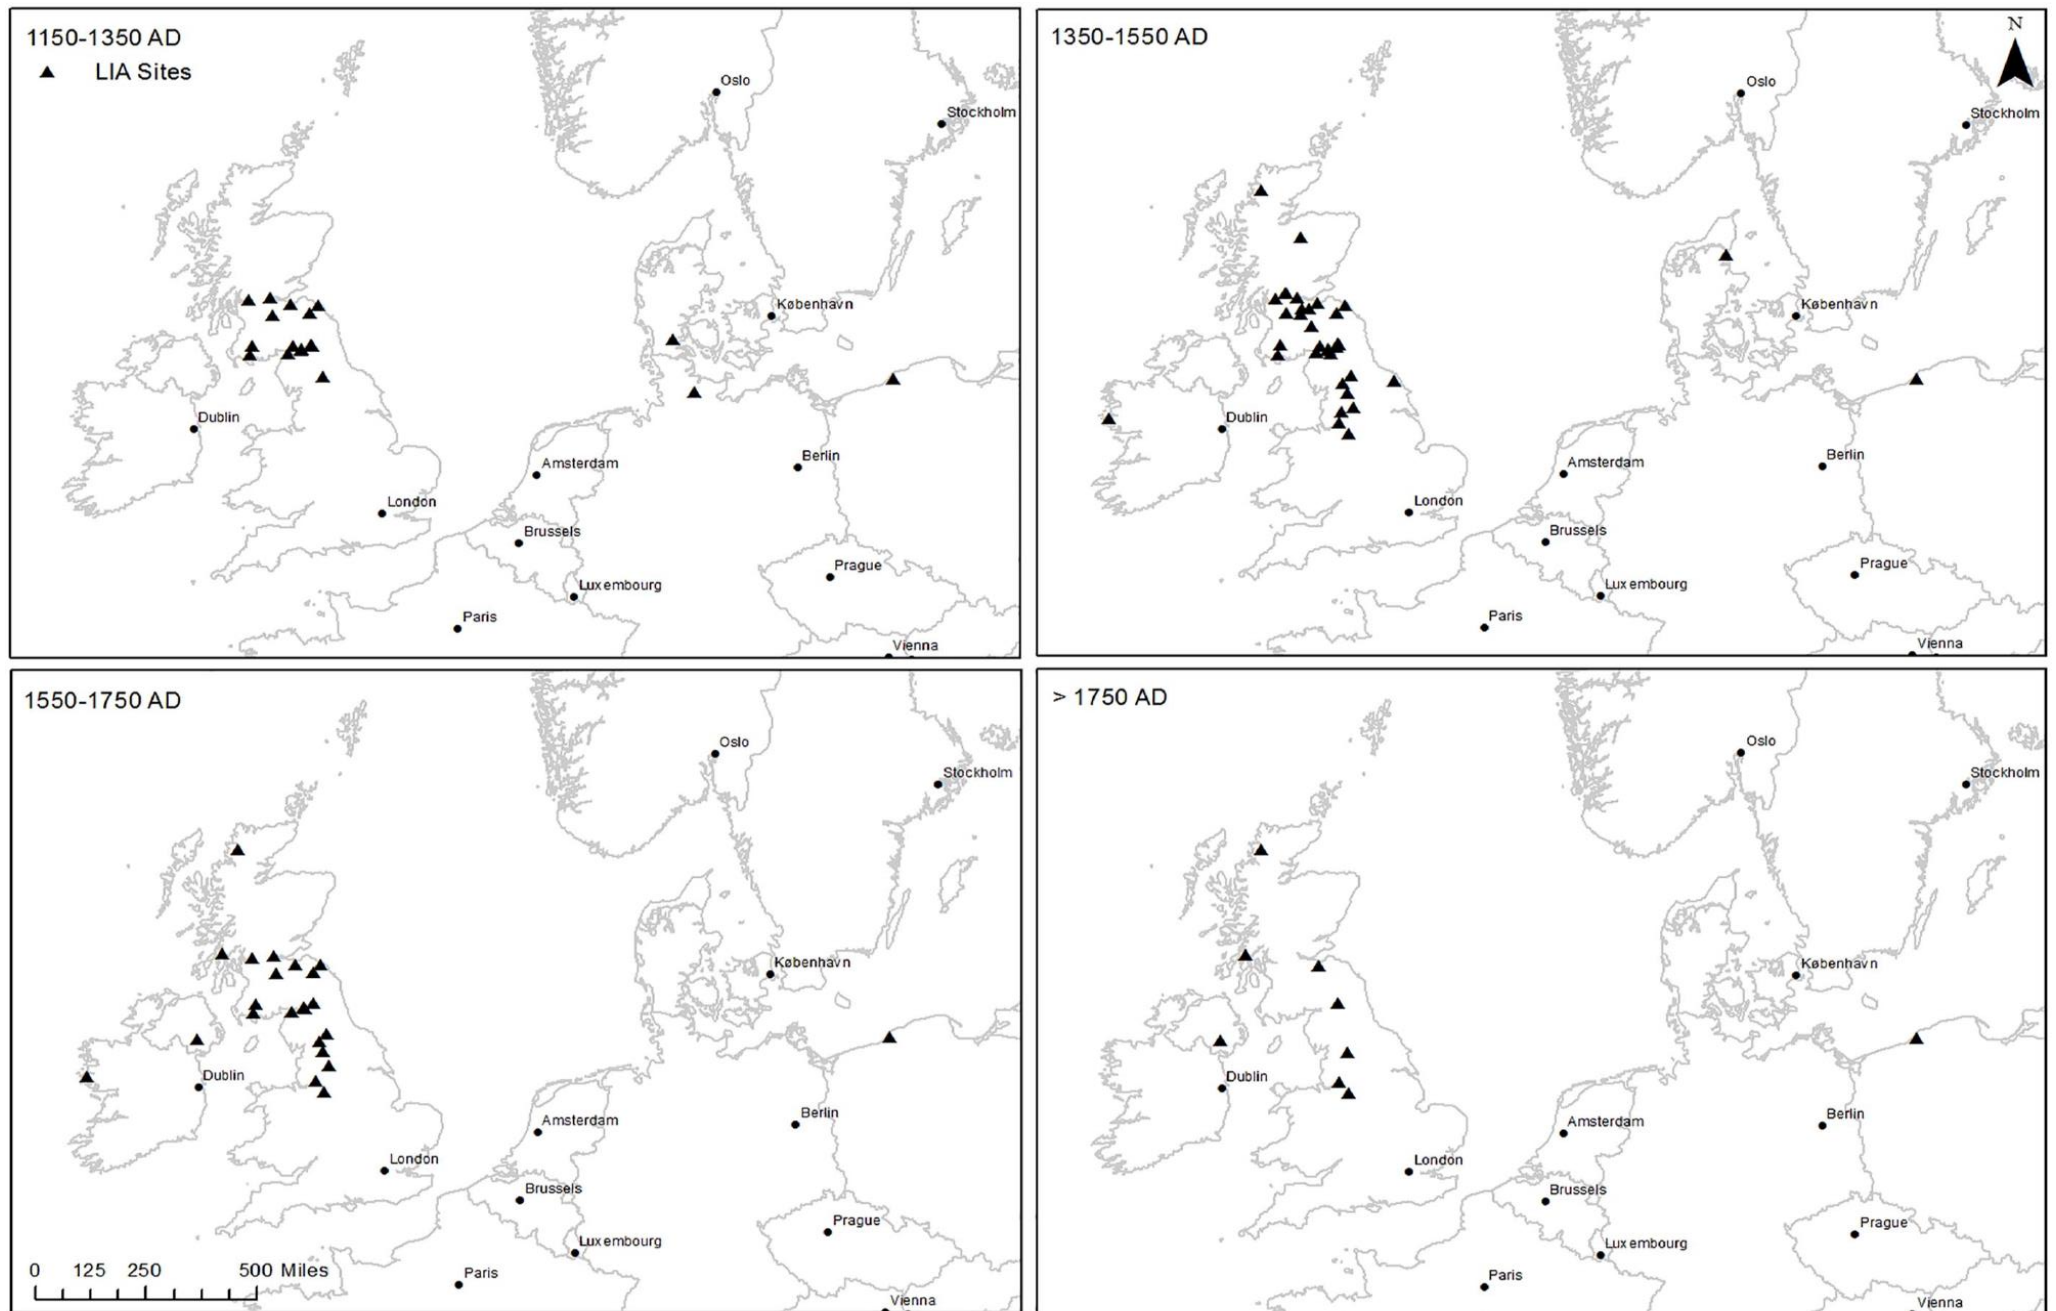 1150-1350 AD
LIA Sites
Oslo
Stockholm
København
Dublin
Amsterdam
Berlin
London
Brussels
Prague
Luxembourg
Paris
Vienna
1350-1550 AD
N
Oslo
Stockholm
København
Dublin
Amsterdam
Berlin
London
Brussels
Prague
Luxembourg
Paris
Vienna
1550-1750 AD
Oslo
Stockholm
København
Dublin
Amsterdam
Berlin
London
Brussels
Prague
Luxembourg
Paris
Vienna
0 125 250 500 Miles
> 1750 AD
Oslo
Stockholm
København
Dublin
Amsterdam
Berlin
London
Brussels
Prague
Luxembourg
Paris
Vienna